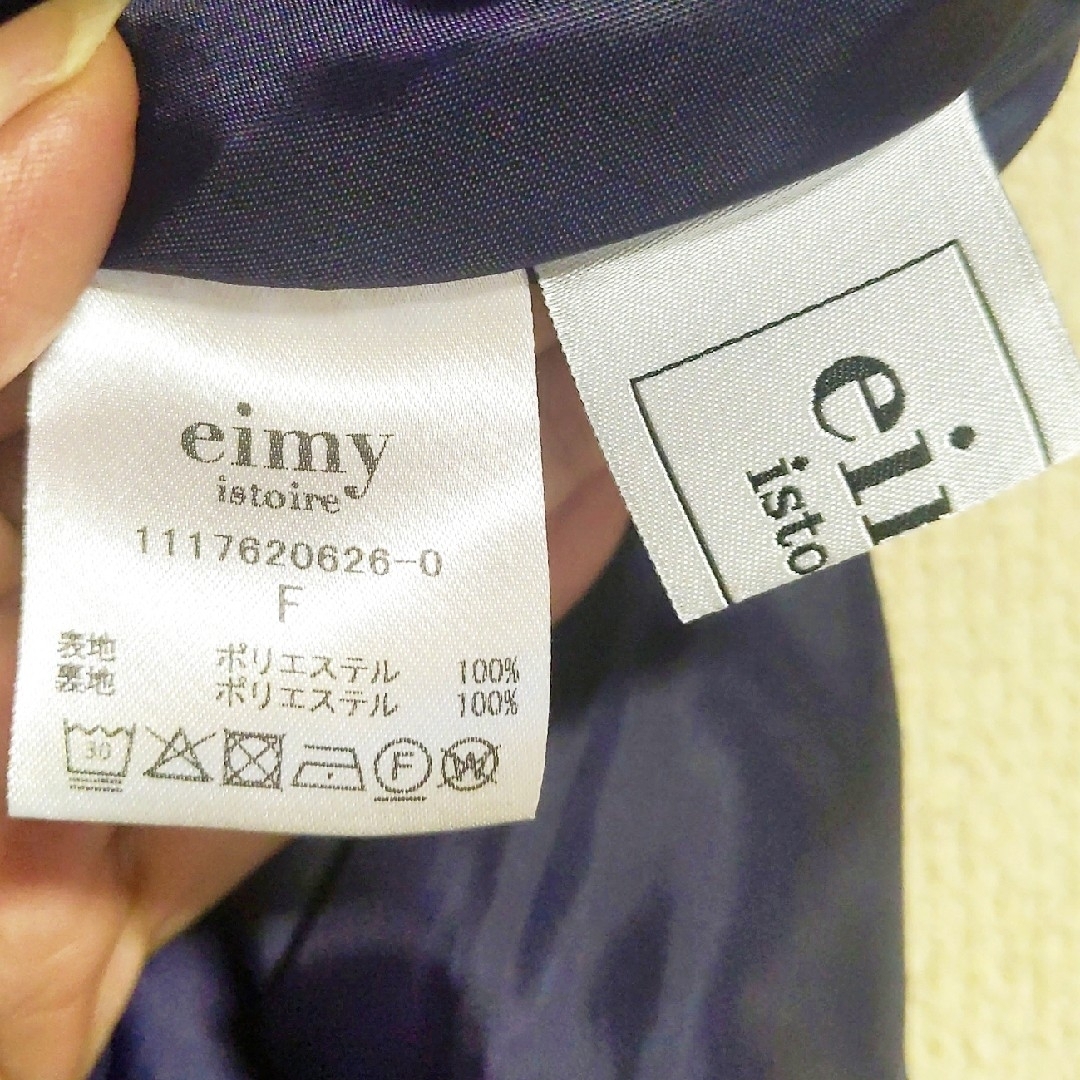 eimy
istoire
1117620626-0
F
表地 ポリエステル 100%
裏地 ポリエステル 100%
30 F W
eim
isto